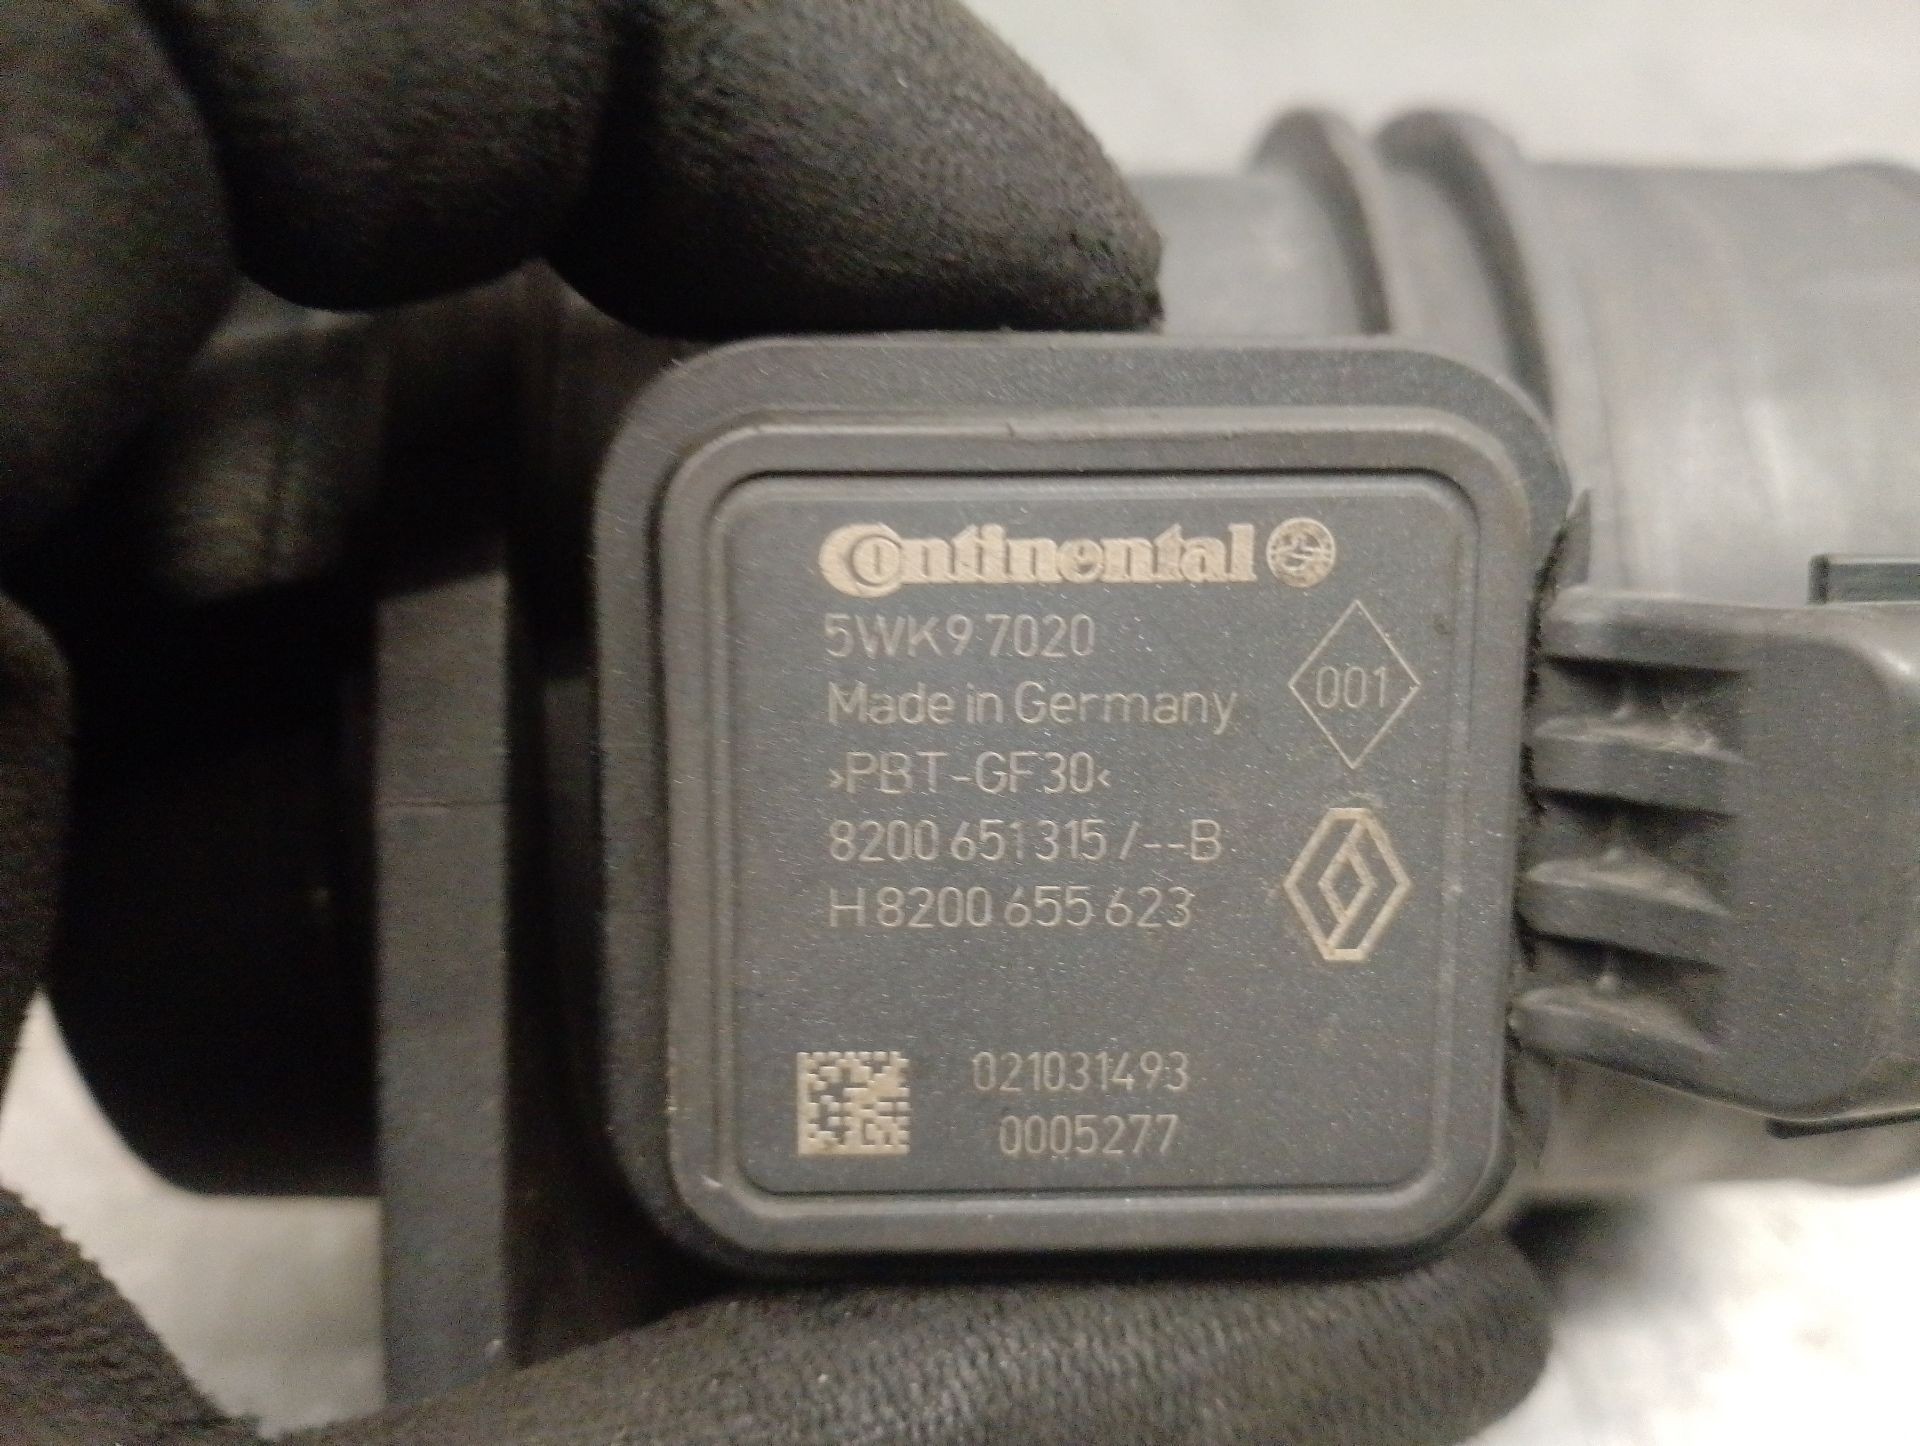 Continental
5WK9 7020
Made in Germany
001
>PBT-GF30<
8200 651 315 / --B
H 8200 655 623
021031493
0005277